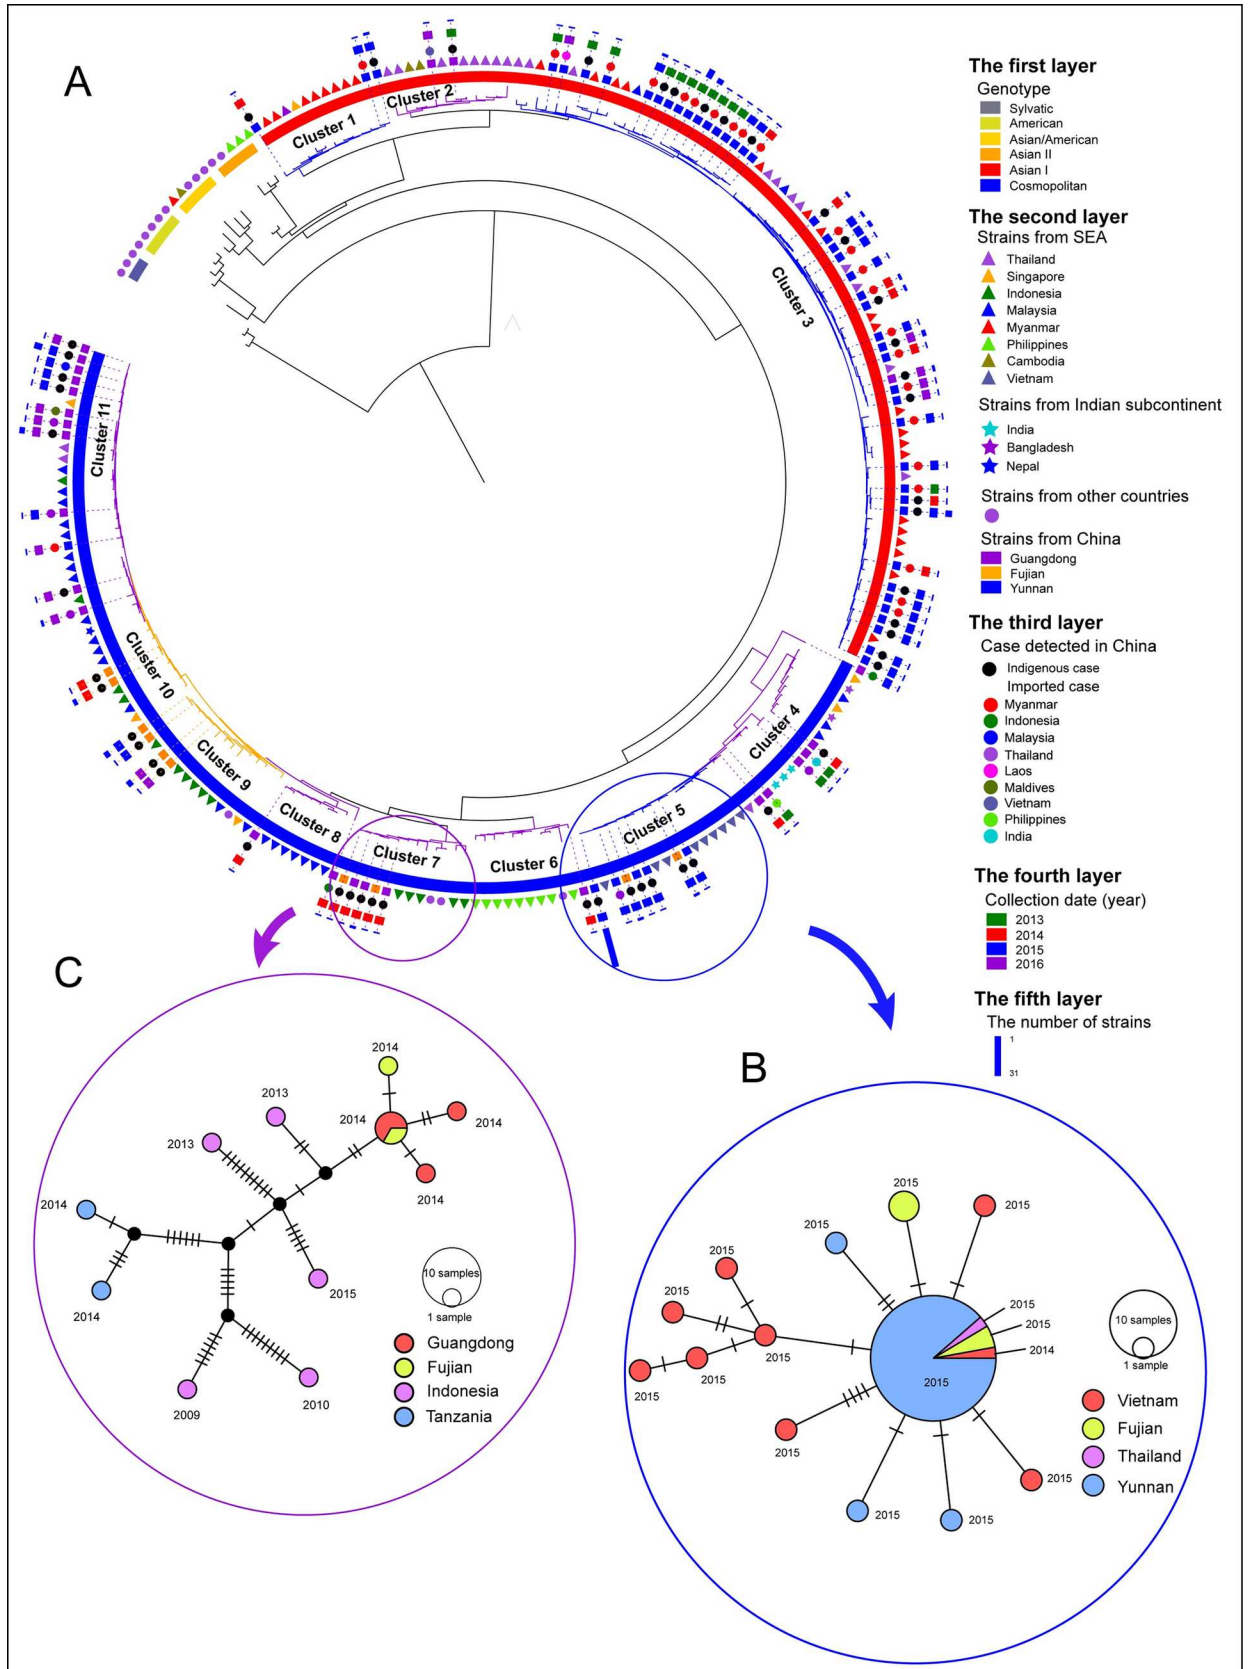 A
Cluster 1
Cluster 2
Cluster 3
Cluster 4
Cluster 5
Cluster 6
Cluster 7
Cluster 8
Cluster 9
Cluster 10
Cluster 11
The first layer
Genotype
Sylvatic
American
Asian/American
Asian II
Asian I
Cosmopolitan
The second layer
Strains from SEA
Thailand
Singapore
Indonesia
Malaysia
Myanmar
Philippines
Cambodia
Vietnam
Strains from Indian subcontinent
India
Bangladesh
Nepal
Strains from other countries
Strains from China
Guangdong
Fujian
Yunnan
The third layer
Case detected in China
Indigenous case
Imported case
Myanmar
Indonesia
Malaysia
Thailand
Laos
Maldives
Vietnam
Philippines
India
The fourth layer
Collection date (year)
2013
2014
2015
2016
The fifth layer
The number of strains
1
31
C
2014
2013
2014
2014
2013
2014
2014
2015
2014
2009
2010
10 samples
1 sample
Guangdong
Fujian
Indonesia
Tanzania
B
2015
2015
2015
2015
2015
2015
2015
2014
2015
2015
2015
2015
2015
2015
2015
2015
10 samples
1 sample
Vietnam
Fujian
Thailand
Yunnan